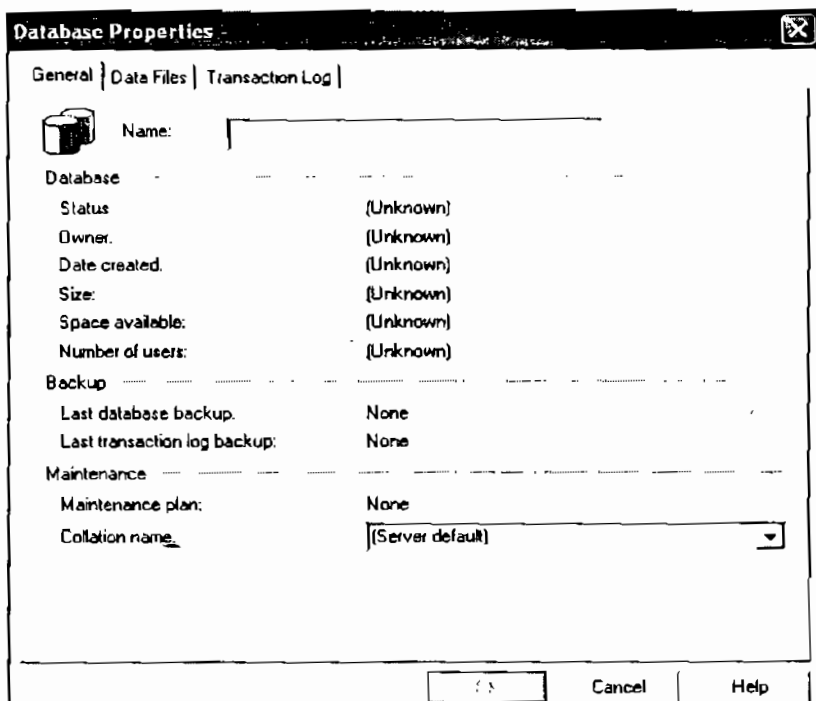 Database Properties -
General Data Files Transaction Log
Name:
Database
Status (Unknown)
Owner. (Unknown)
Date created. (Unknown)
Size: (Unknown)
Space available: (Unknown)
Number of users: (Unknown)
Backup
Last database backup. None
Last transaction log backup: None
Maintenance
Maintenance plan: None
Collation name. (Server default)
Cancel Help